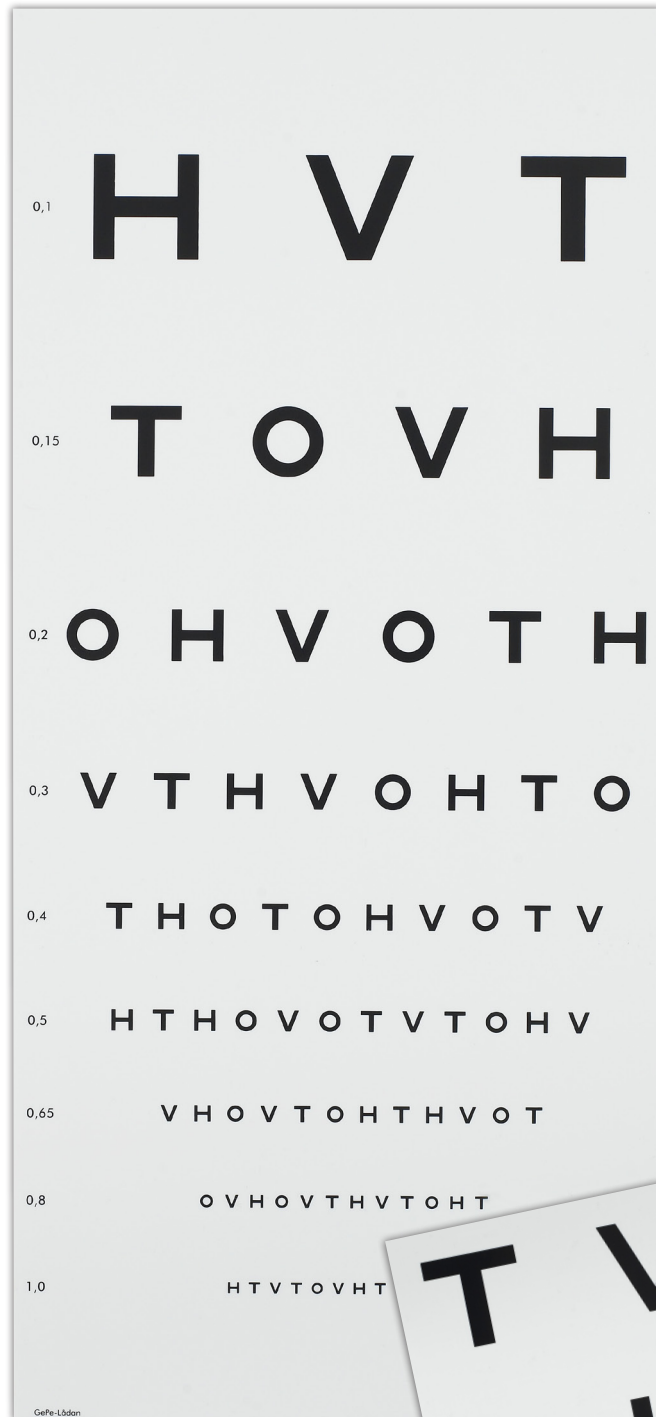 0,1 H V T
0,15 T O V H
0,2 O H V O T H
0,3 V T H V O H T O
0,4 T H O T O H V O T V
0,5 H T H O V O T V T O H V
0,65 V H O V T O H T H V O T
0,8 O V H O V T H V T O H T
1,0 H T V T O V H T
T V
GePe-Lådan